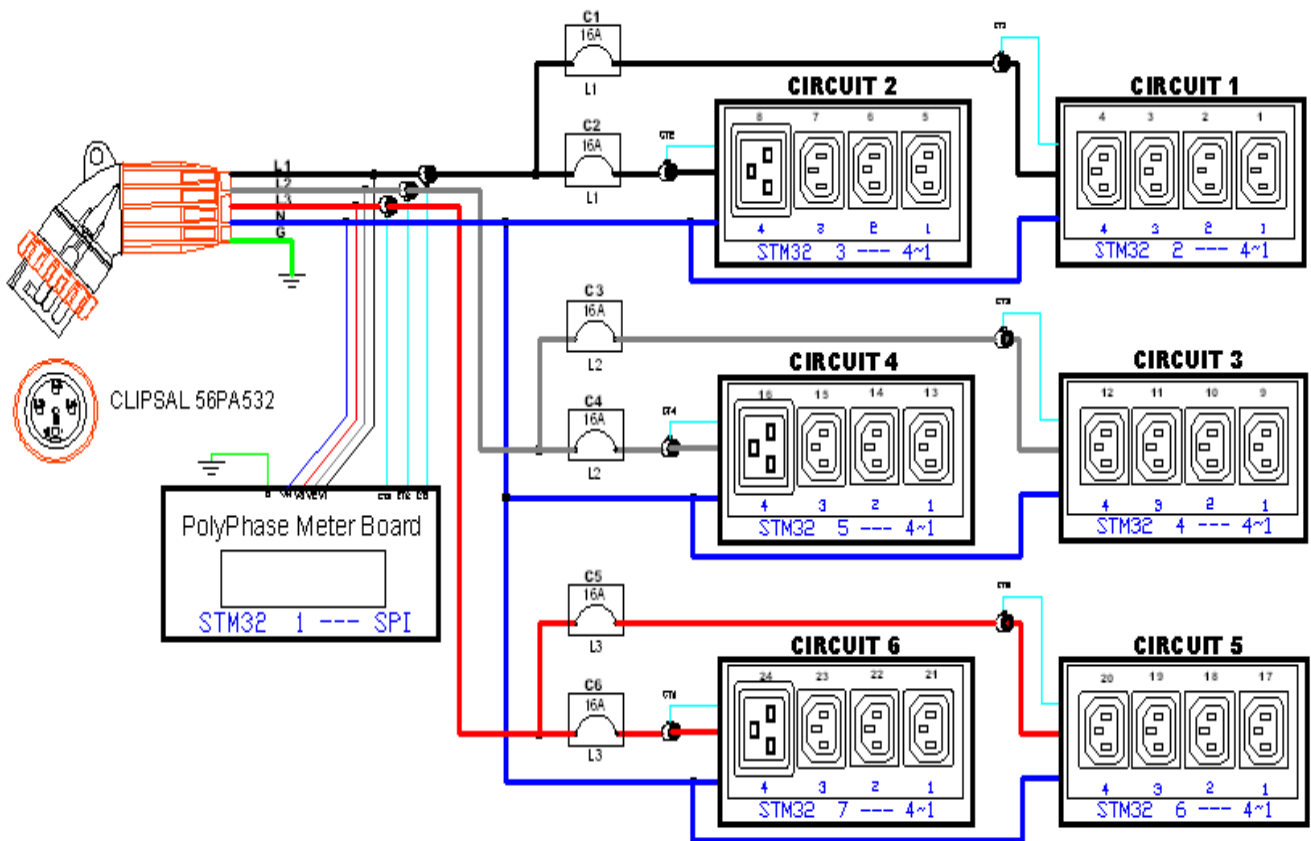 C1
16A
L1
C2
16A
L1
CIRCUIT 2
8 7 6 5
4 3 2 1
STM32 3 --- 4~1
CIRCUIT 1
4 3 2 1
4 3 2 1
STM32 2 --- 4~1
L1
L2
L3
N
G
CLIPSAL 56PA532
PolyPhase Meter Board
STM32 1 --- SPI
C3
16A
L2
C4
16A
L2
CT4
CIRCUIT 4
16 15 14 13
4 3 2 1
STM32 5 --- 4~1
CIRCUIT 3
12 11 10 9
4 3 2 1
STM32 4 --- 4~1
C5
16A
L3
C6
16A
L3
CIRCUIT 6
24 23 22 21
4 3 2 1
STM32 7 --- 4~1
CIRCUIT 5
20 19 18 17
4 3 2 1
STM32 6 --- 4~1